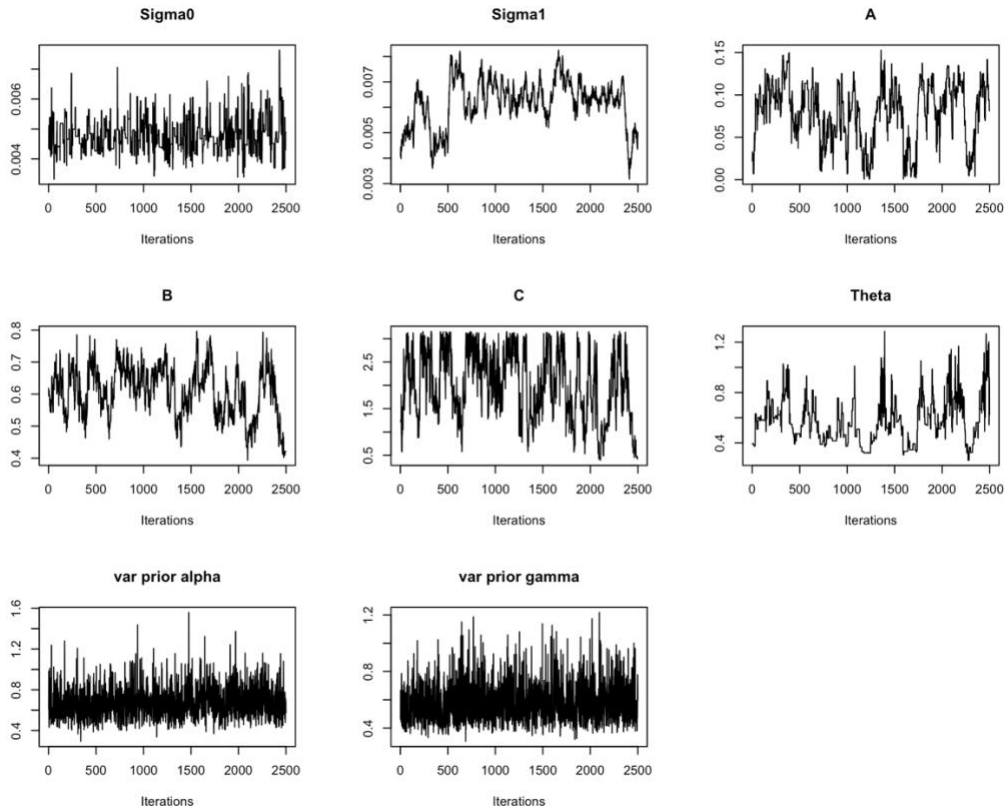 Sigma0 Sigma1 A
0.004 0.006 0.003 0.005 0.007 0.00 0.05 0.10 0.15
0 500 1000 1500 2000 2500 0 500 1000 1500 2000 2500 0 500 1000 1500 2000 2500
Iterations Iterations Iterations
B C Theta
0.4 0.5 0.6 0.7 0.8 0.5 1.5 2.5 0.4 0.8 1.2
0 500 1000 1500 2000 2500 0 500 1000 1500 2000 2500 0 500 1000 1500 2000 2500
Iterations Iterations Iterations
var prior alpha var prior gamma
0.4 0.8 1.2 1.6 0.4 0.8 1.2
0 500 1000 1500 2000 2500 0 500 1000 1500 2000 2500
Iterations Iterations